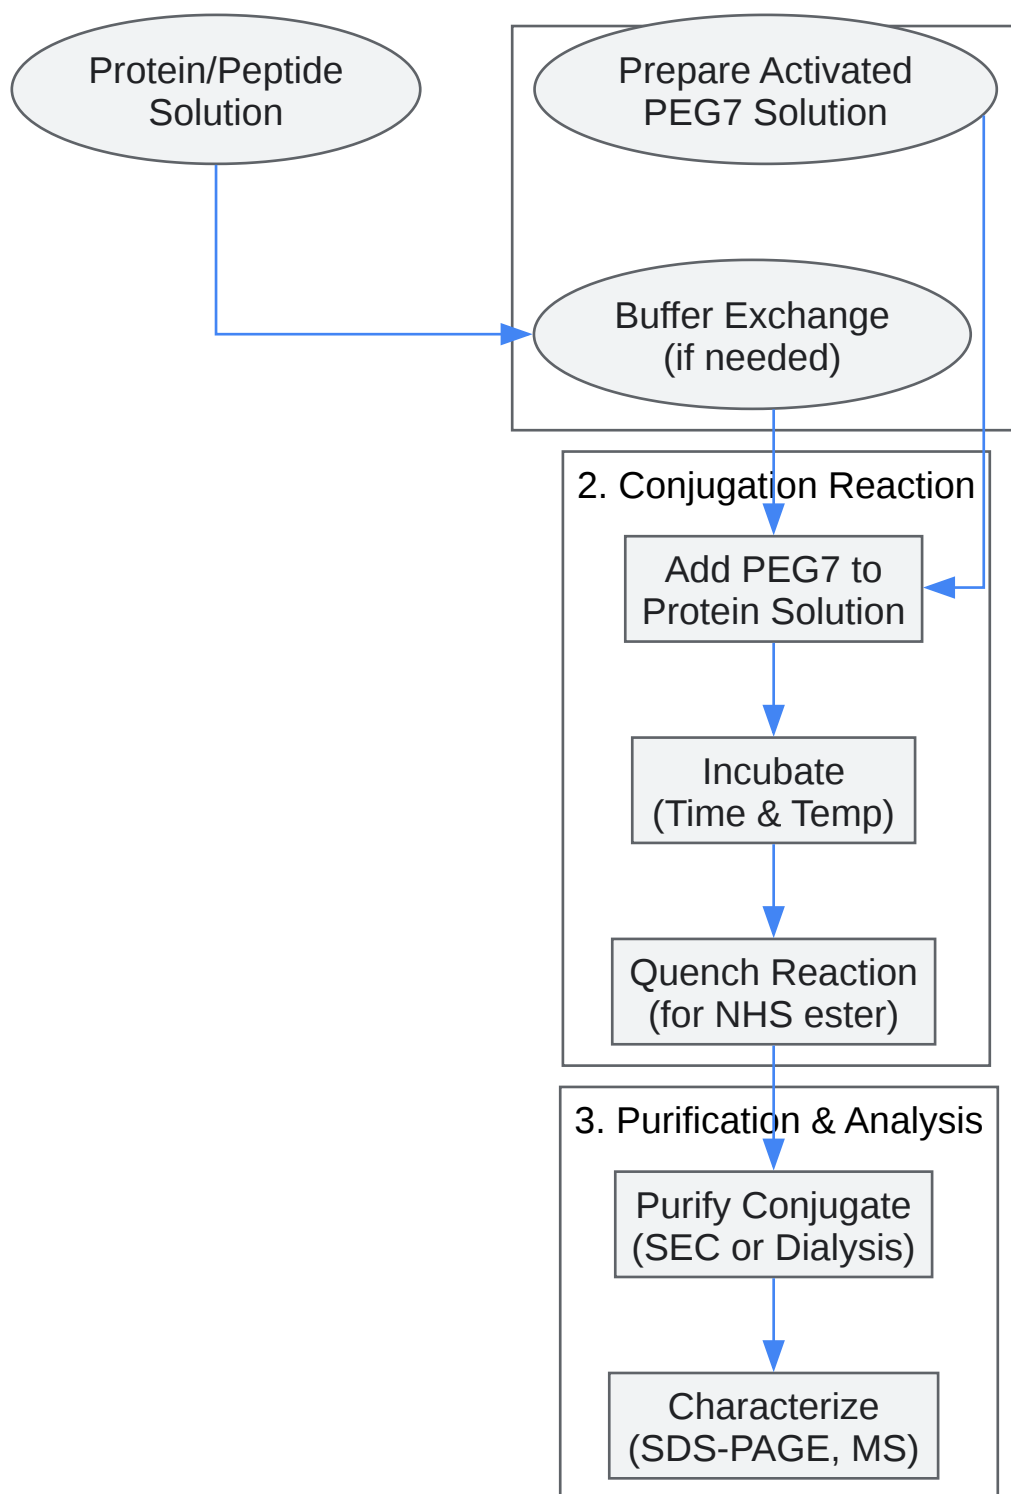 Protein/Peptide
Solution
Prepare Activated
PEG7 Solution
Buffer Exchange
(if needed)
2. Conjugation Reaction
Add PEG7 to
Protein Solution
Incubate
(Time & Temp)
Quench Reaction
(for NHS ester)
3. Purification & Analysis
Purify Conjugate
(SEC or Dialysis)
Characterize
(SDS-PAGE, MS)